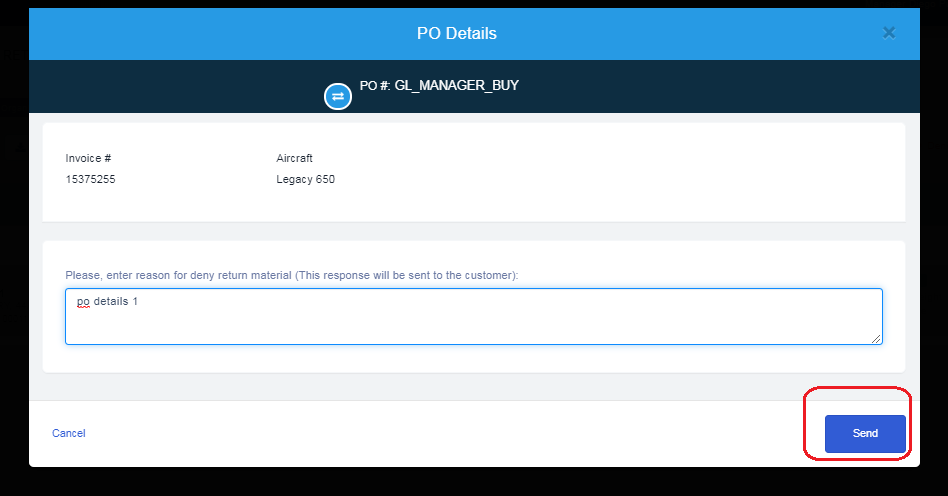 PO Details
PO #: GL_MANAGER_BUY
Invoice # Aircraft
15375255 Legacy 650
Please, enter reason for deny return material (This response will be sent to the customer):
po details 1
Cancel Send